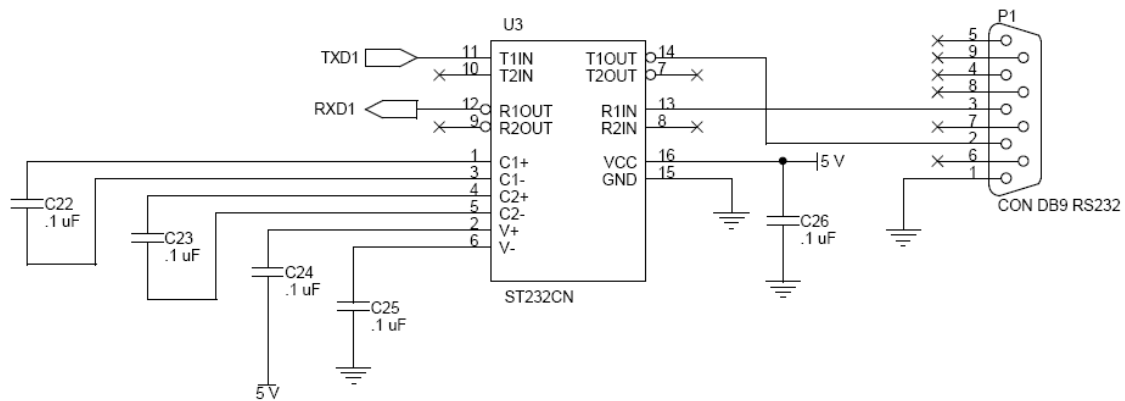 U3
P1
TXD1
11 T1IN
10 T2IN
RXD1
12 R1OUT
9 R2OUT
1 C1+
3 C1-
4 C2+
5 C2-
2 V+
6 V-
T1OUT 14
T2OUT 7
R1IN 13
R2IN 8
VCC 16
GND 15
ST232CN
5 V
5
9
4
8
3
7
2
6
1
CON DB9 RS232
C22
.1 uF
C23
.1 uF
C24
.1 uF
C25
.1 uF
C26
.1 uF
5 V